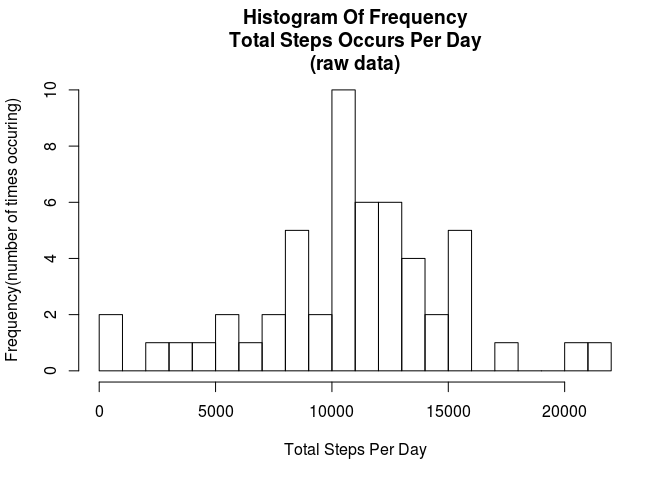 Histogram Of Frequency
Total Steps Occurs Per Day
(raw data)
Frequency(number of times occuring)
10
8
6
4
2
0
0 5000 10000 15000 20000
Total Steps Per Day